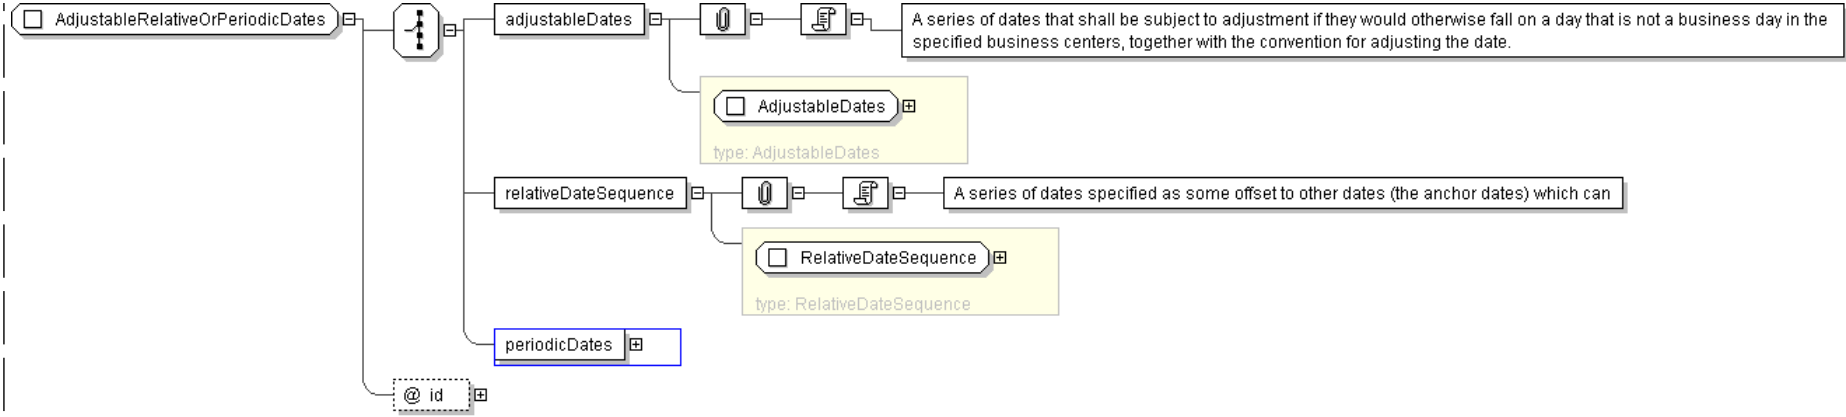 AdjustableRelativeOrPeriodicDates
adjustableDates
A series of dates that shall be subject to adjustment if they would otherwise fall on a day that is not a business day in the
specified business centers, together with the convention for adjusting the date.
AdjustableDates
type: AdjustableDates
relativeDateSequence
A series of dates specified as some offset to other dates (the anchor dates) which can
RelativeDateSequence
type: RelativeDateSequence
periodicDates
@ id